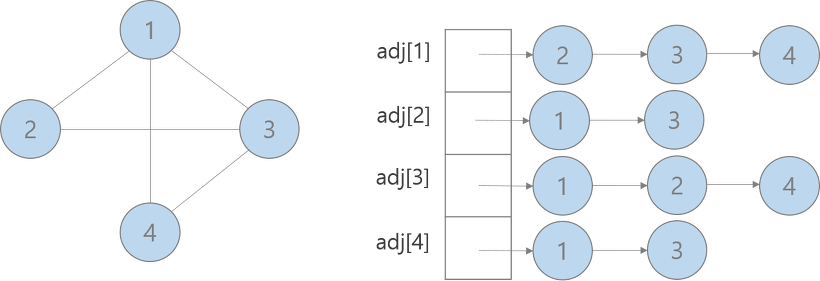 1
2
3
4
adj[1] 2 3 4
adj[2] 1 3
adj[3] 1 2 4
adj[4] 1 3